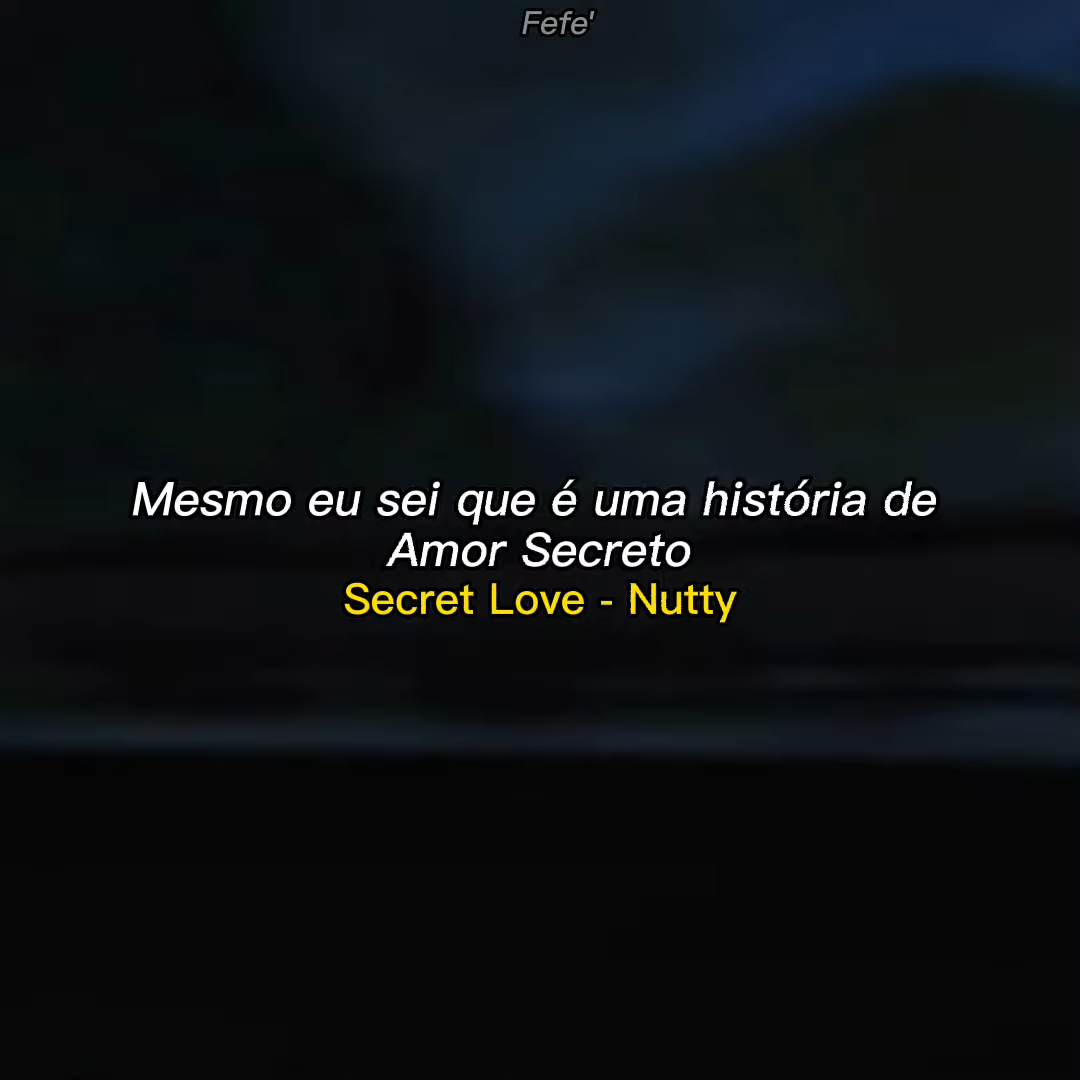 Fefe'
Mesmo eu sei que é uma história de
Amor Secreto
Secret Love - Nutty